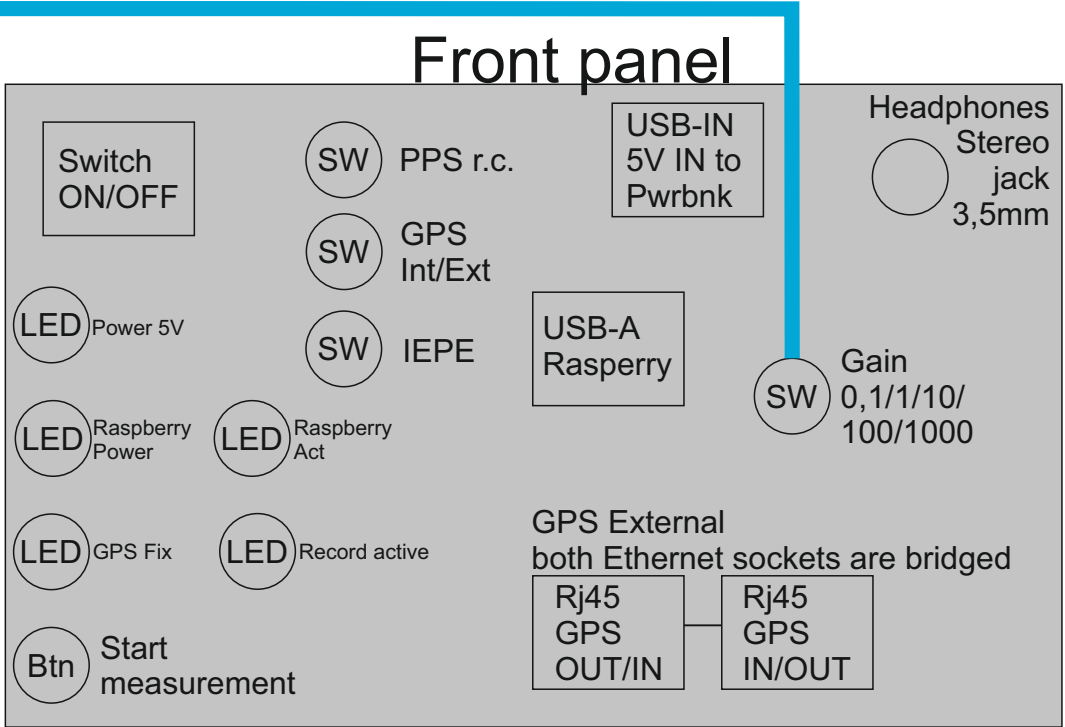 Front panel
Switch
ON/OFF
SW PPS r.c.
SW GPS
Int/Ext
SW IEPE
USB-IN
5V IN to
Pwrbnk
Headphones
Stereo
jack
3,5mm
LED Power 5V
USB-A
Rasperry
SW Gain
0,1/1/10/
100/1000
LED Raspberry
Power
LED Raspberry
Act
LED GPS Fix
LED Record active
GPS External
both Ethernet sockets are bridged
Rj45
GPS
OUT/IN
Rj45
GPS
IN/OUT
Btn Start
measurement